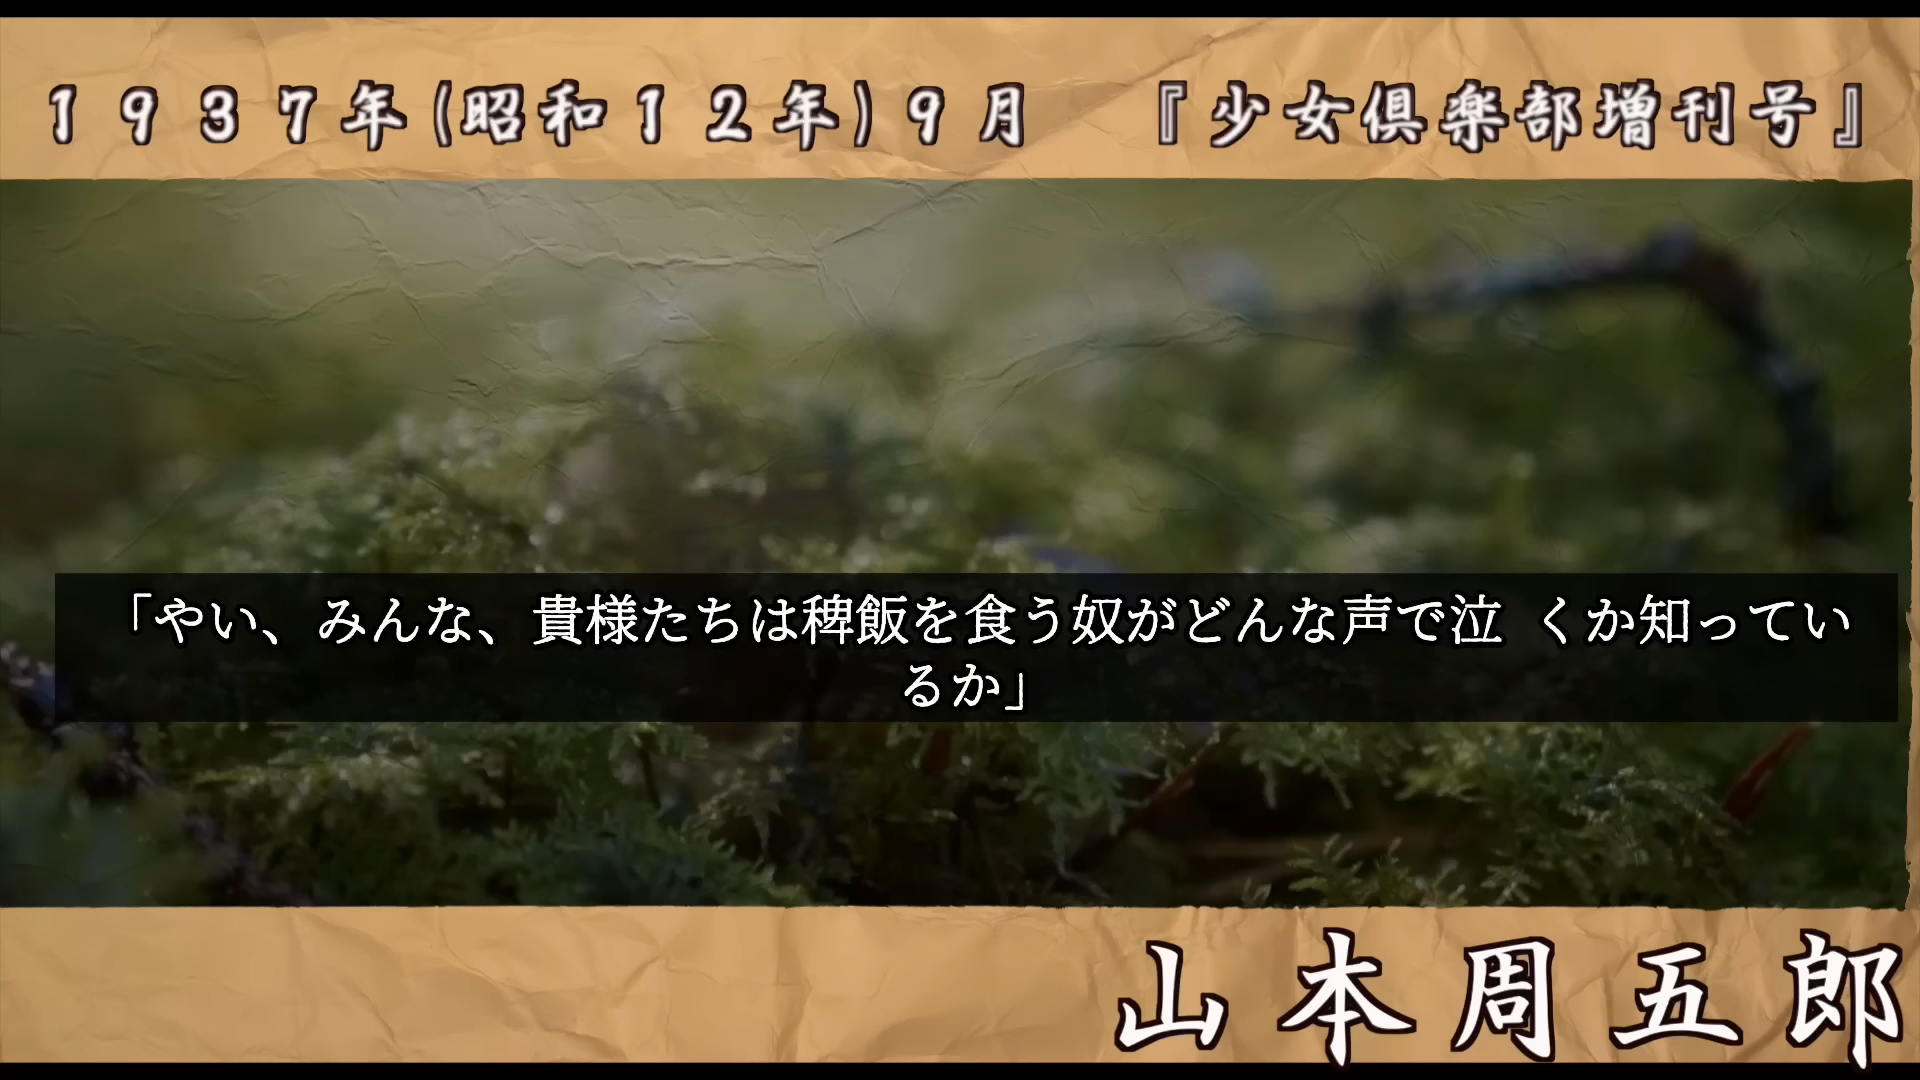 １９３７年(昭和１２年)９月　『少女倶楽部増刊号』
「やい、みんな、貴様たちは稗飯を食う奴がどんな声で泣 くか知ってい
るか」
山本周五郎